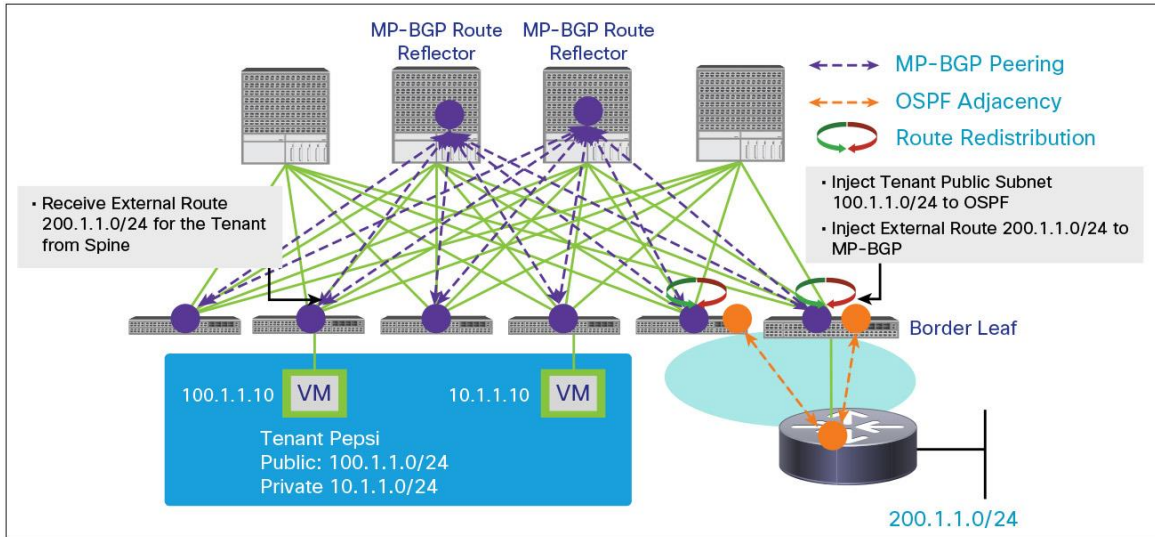 MP-BGP Route
Reflector
MP-BGP Route
Reflector
MP-BGP Peering
OSPF Adjacency
Route Redistribution
▪ Receive External Route
200.1.1.0/24 for the Tenant
from Spine
▪ Inject Tenant Public Subnet
100.1.1.0/24 to OSPF
▪ Inject External Route 200.1.1.0/24 to
MP-BGP
Border Leaf
100.1.1.10
VM
10.1.1.10
VM
Tenant Pepsi
Public: 100.1.1.0/24
Private 10.1.1.0/24
200.1.1.0/24